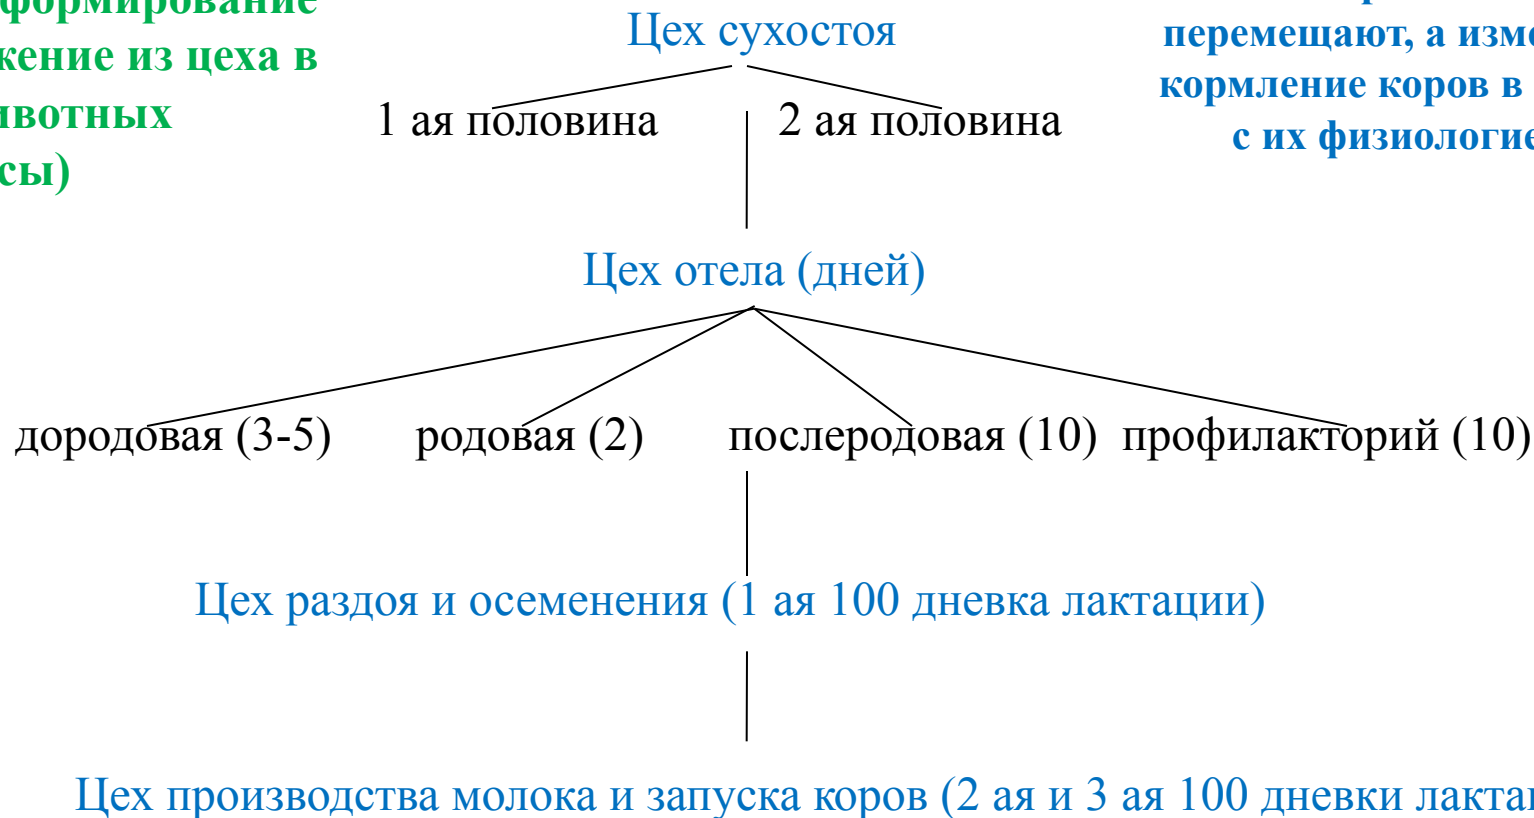 формирование
жение из цеха в
ивотных
сы)
Цех сухостоя
перемещают, а изме
кормление коров в
с их физиологие
1 ая половина 2 ая половина
Цех отела (дней)
дородовая (3-5) родовая (2) послеродовая (10) профилакторий (10)
Цех раздоя и осеменения (1 ая 100 дневка лактации)
Цех производства молока и запуска коров (2 ая и 3 ая 100 дневки лакта